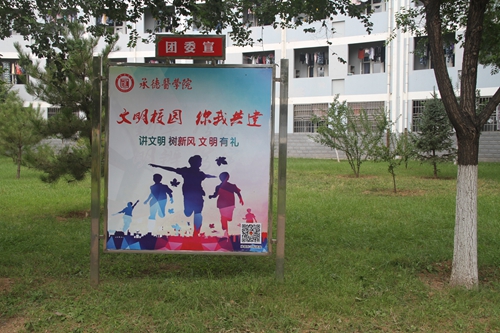 团委宣
承德醫学院
文明校园 你我共建
讲文明 树新风 文明有礼